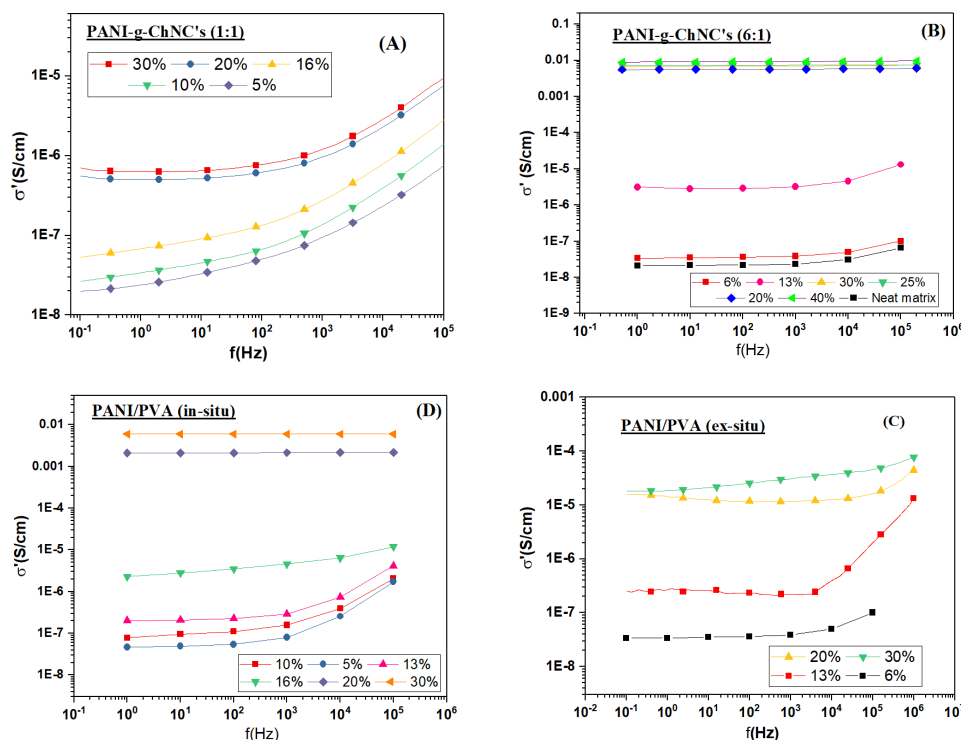 PANI-g-ChNC's (1:1)
(A)
30% 20% 16%
10% 5%
1E-5
1E-6
1E-7
1E-8
σ'(S/cm)
10⁻¹ 10⁰ 10¹ 10² 10³ 10⁴ 10⁵
f(Hz)
PANI-g-ChNC's (6:1)
(B)
0.1
0.01
0.001
1E-4
1E-5
1E-6
1E-7
1E-8
1E-9
σ' (S/cm)
6% 13% 30% 25%
20% 40% Neat matrix
10⁻¹ 10⁰ 10¹ 10² 10³ 10⁴ 10⁵ 10⁶
f(Hz)
PANI/PVA (in-situ)
(D)
0.01
0.001
1E-4
1E-5
1E-6
1E-7
1E-8
σ'(S/cm)
10% 5% 13%
16% 20% 30%
10⁻¹ 10⁰ 10¹ 10² 10³ 10⁴ 10⁵ 10⁶
f(Hz)
PANI/PVA (ex-situ)
(C)
0.001
1E-4
1E-5
1E-6
1E-7
1E-8
σ'(S/cm)
20% 30%
13% 6%
10⁻² 10⁻¹ 10⁰ 10¹ 10² 10³ 10⁴ 10⁵ 10⁶ 10⁷
f(Hz)